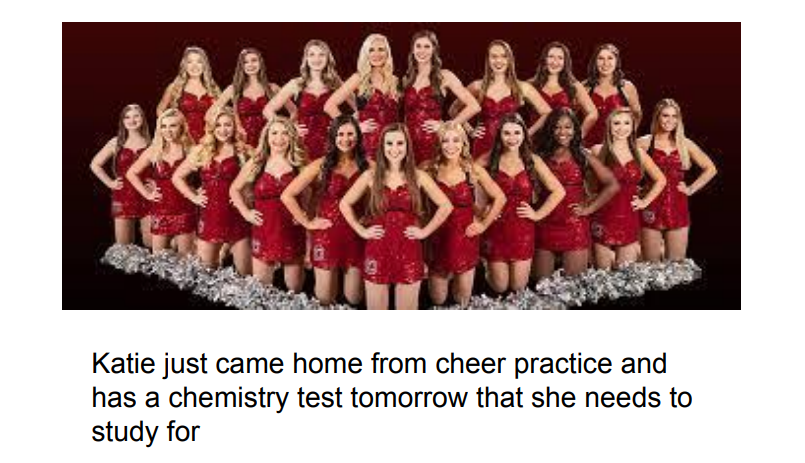 Katie just came home from cheer practice and
has a chemistry test tomorrow that she needs to
study for